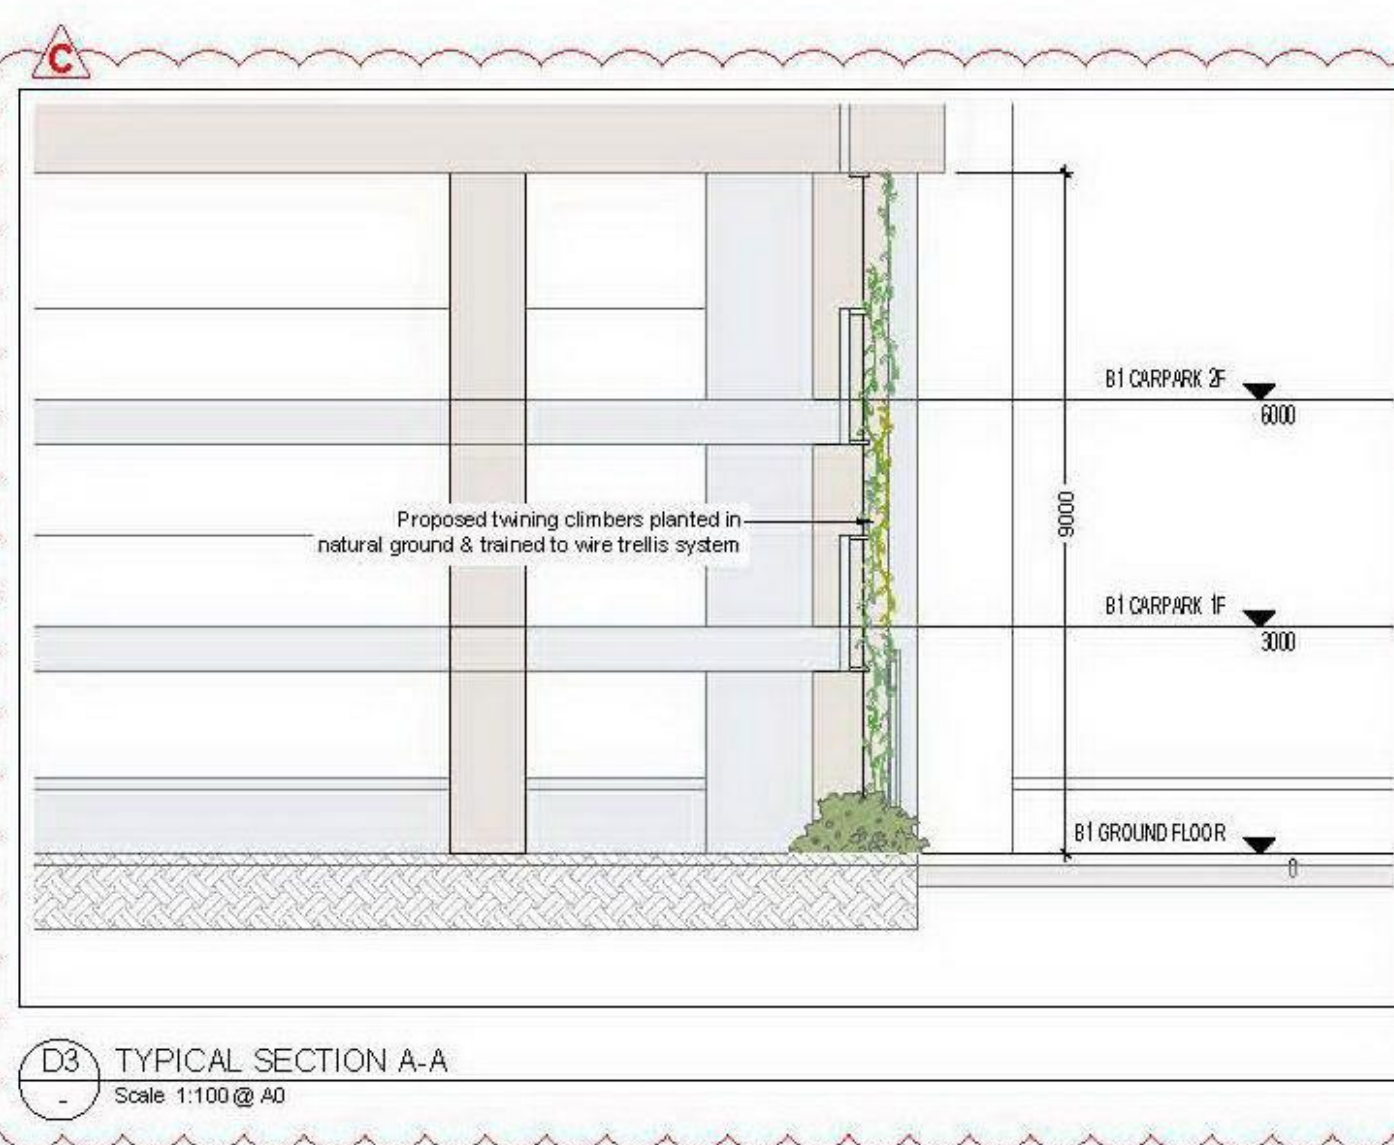 C
B1 CARPARK 2F
6000
Proposed twining climbers planted in
natural ground & trained to wire trellis system
9000
B1 CARPARK 1F
3000
B1 GROUND FLOOR
0
D3
TYPICAL SECTION A-A
-
Scale 1:100 @ A0